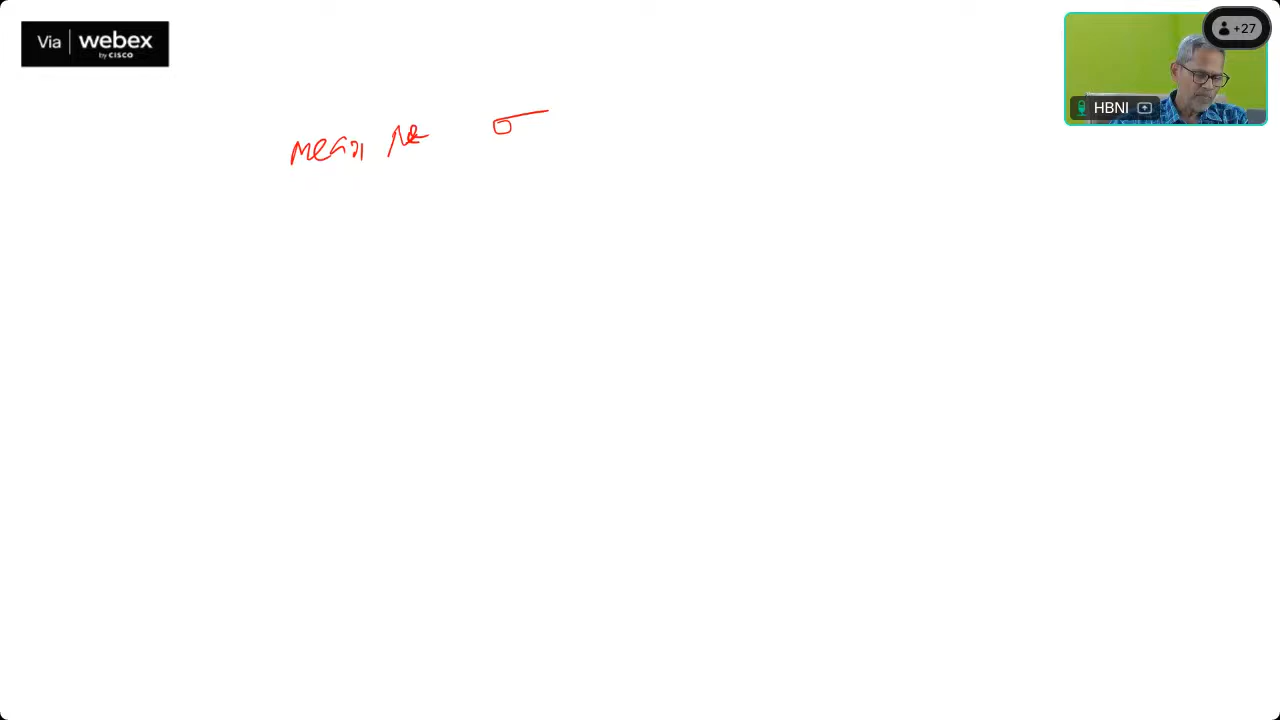 Via webex
by CISCO
+27
HBNI
mean μ σ